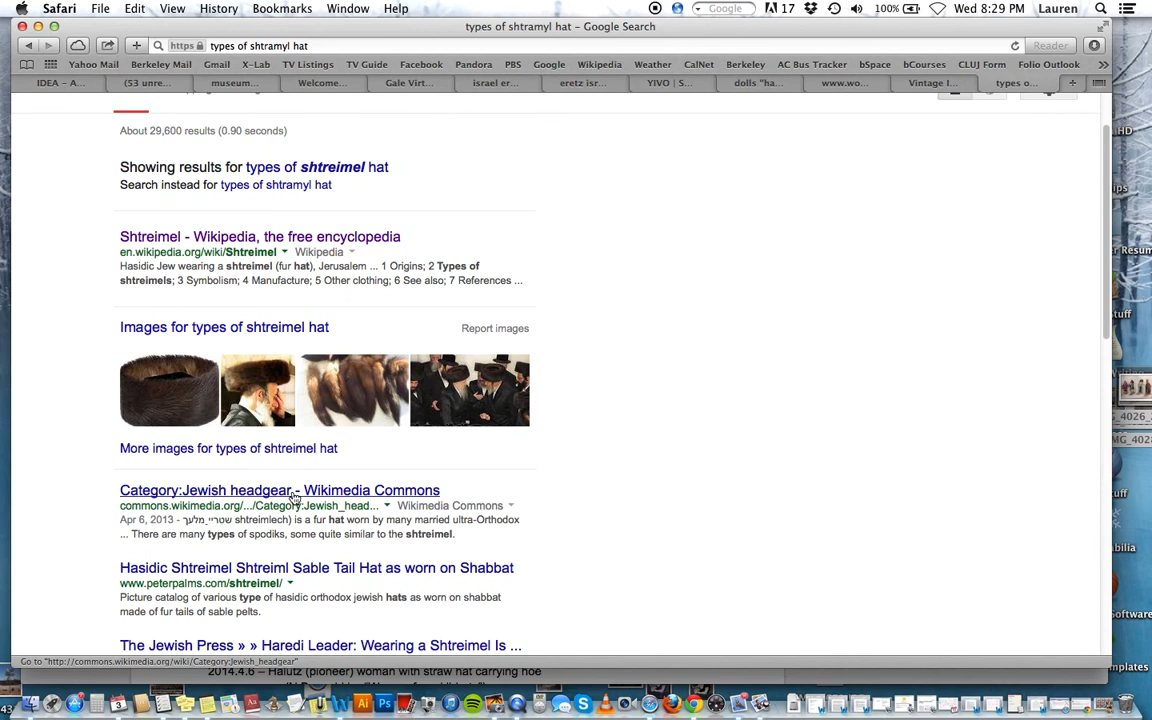 Safari File Edit View History Bookmarks Window Help Google 17 100% Wed 8:29 PM Lauren
types of shtramyl hat – Google Search
https types of shtramyl hat Reader
Yahoo Mail Berkeley Mail Gmail X-Lab TV Listings TV Guide Facebook Pandora PBS Google Wikipedia Weather CalNet Berkeley AC Bus Tracker bSpace bCourses CLUJ Form Folio Outlook
IDEA – A... (53 unre... museum... Welcome... Gale Virt... israel er... eretz isr... YIVO | S... dolls "ha... www.wo... Vintage I... types o...
About 29,600 results (0.90 seconds)
Showing results for types of shtreimel hat
Search instead for types of shtramyl hat
Shtreimel - Wikipedia, the free encyclopedia
en.wikipedia.org/wiki/Shtreimel Wikipedia
Hasidic Jew wearing a shtreimel (fur hat), Jerusalem ... 1 Origins; 2 Types of
shtreimels; 3 Symbolism; 4 Manufacture; 5 Other clothing; 6 See also; 7 References ...
Images for types of shtreimel hat
Report images
More images for types of shtreimel hat
Category:Jewish headgear - Wikimedia Commons
commons.wikimedia.org/.../Category:Jewish_head... Wikimedia Commons
Apr 6, 2013 - שטריי_מלעך shtreimlech) is a fur hat worn by many married ultra-Orthodox
... There are many types of spodiks, some quite similar to the shtreimel.
Hasidic Shtreimel Shtreiml Sable Tail Hat as worn on Shabbat
www.peterpalms.com/shtreimel/
Picture catalog of various type of hasidic orthodox jewish hats as worn on shabbat
made of fur tails of sable pelts.
The Jewish Press » » Haredi Leader: Wearing a Shtreimel Is ...
Go to "http://commons.wikimedia.org/wiki/Category:Jewish_headgear"
2014.4.6 – Halutz (pioneer) woman with straw hat carrying hoe